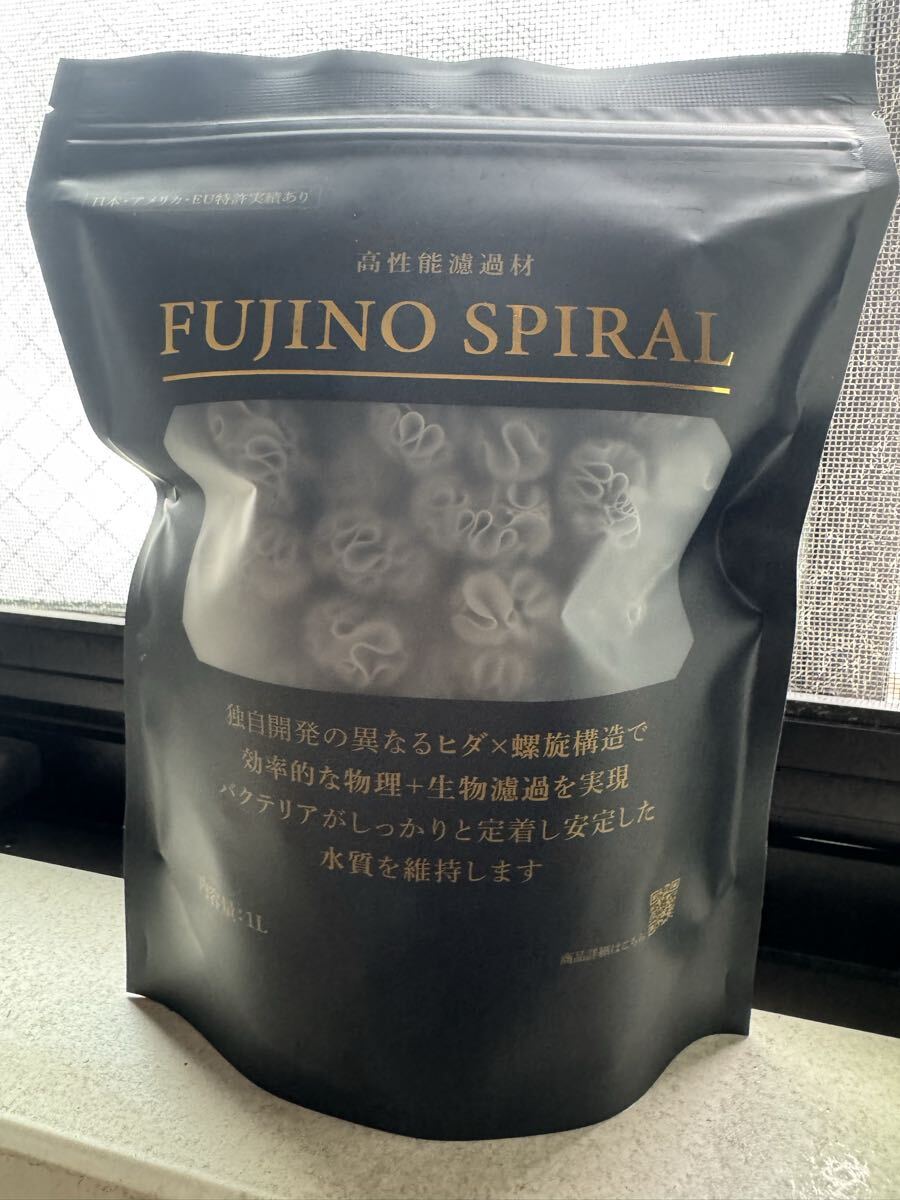 日本・アメリカ・EU特許実績あり
高性能濾過材
FUJINO SPIRAL
独自開発の異なるヒダ×螺旋構造で
効率的な物理+生物濾過を実現
バクテリアがしっかりと定着し安定した
水質を維持します
内容量:1L
商品詳細はこちら